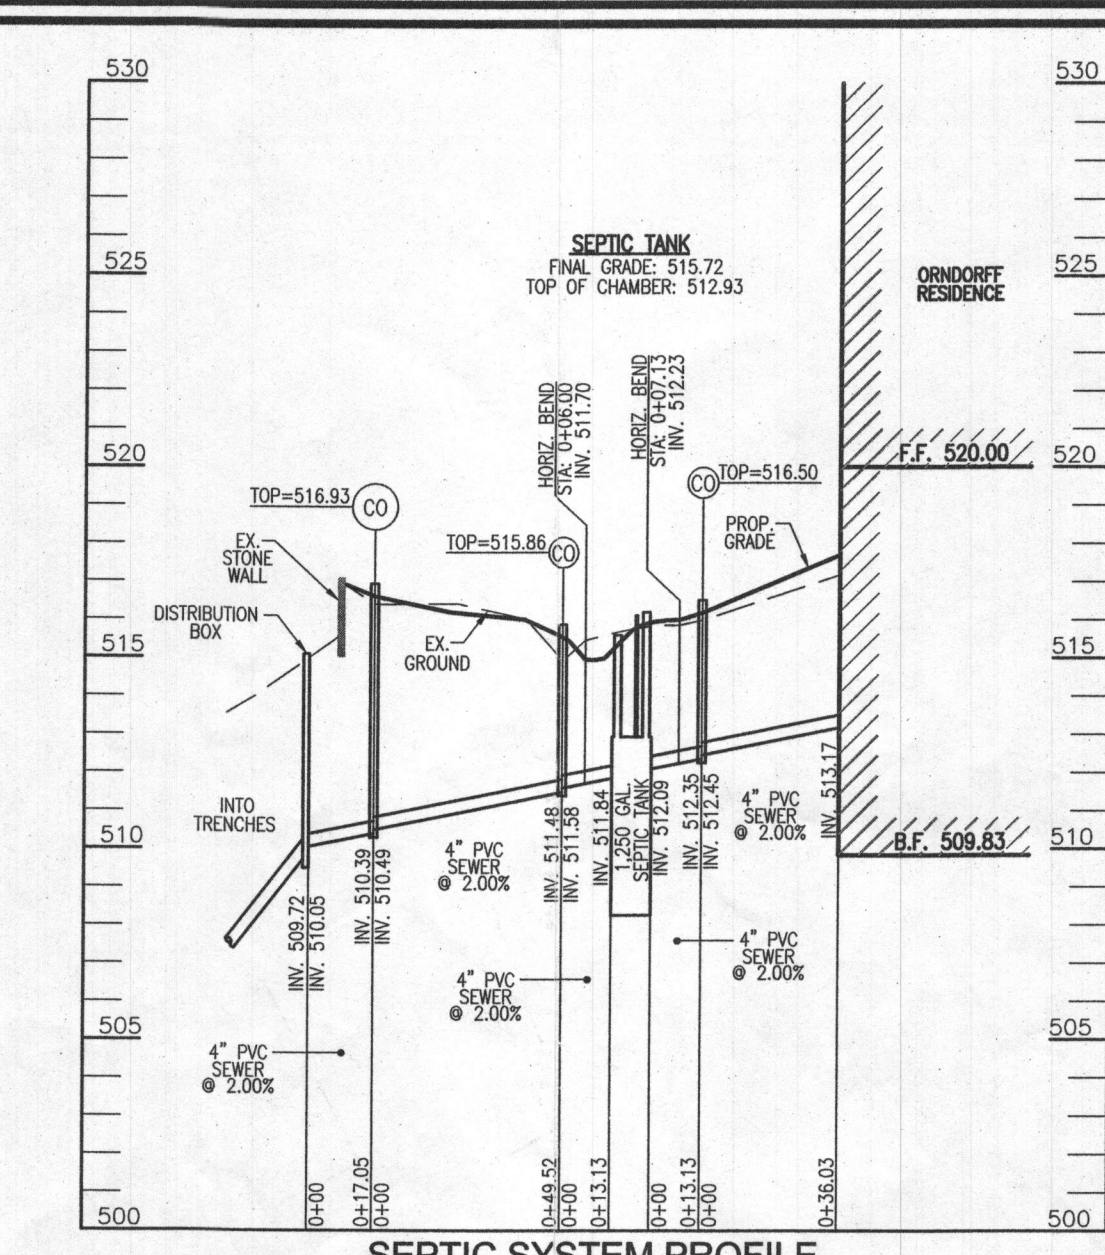 530
530
SEPTIC TANK
FINAL GRADE: 515.72
TOP OF CHAMBER: 512.93
525
525
ORNDORFF
RESIDENCE
HORIZ. BEND
STA: 0+06.00
INV. 511.70
HORIZ. BEND
STA: 0+07.13
INV. 512.23
520
F.F. 520.00
520
TOP=516.93
CO
TOP=515.86
CO
CO
TOP=516.50
PROP.
GRADE
EX.
STONE
WALL
DISTRIBUTION
BOX
EX.
GROUND
515
515
INTO
TRENCHES
510
4" PVC
SEWER
@ 2.00%
4" PVC
SEWER
@ 2.00%
B.F. 509.83
510
INV. 509.72
INV. 510.05
INV. 510.39
INV. 510.49
INV. 511.48
INV. 511.58
INV. 511.84
1,250 GAL.
SEPTIC TANK
INV. 512.09
INV. 512.35
INV. 512.45
INV. 513.17
4" PVC
SEWER
@ 2.00%
4" PVC
SEWER
@ 2.00%
505
4" PVC
SEWER
@ 2.00%
505
500
0+00
0+17.05
0+00
0+49.52
0+00
0+13.13
0+00
0+13.13
0+00
0+36.03
500
SEPTIC SYSTEM PROFILE